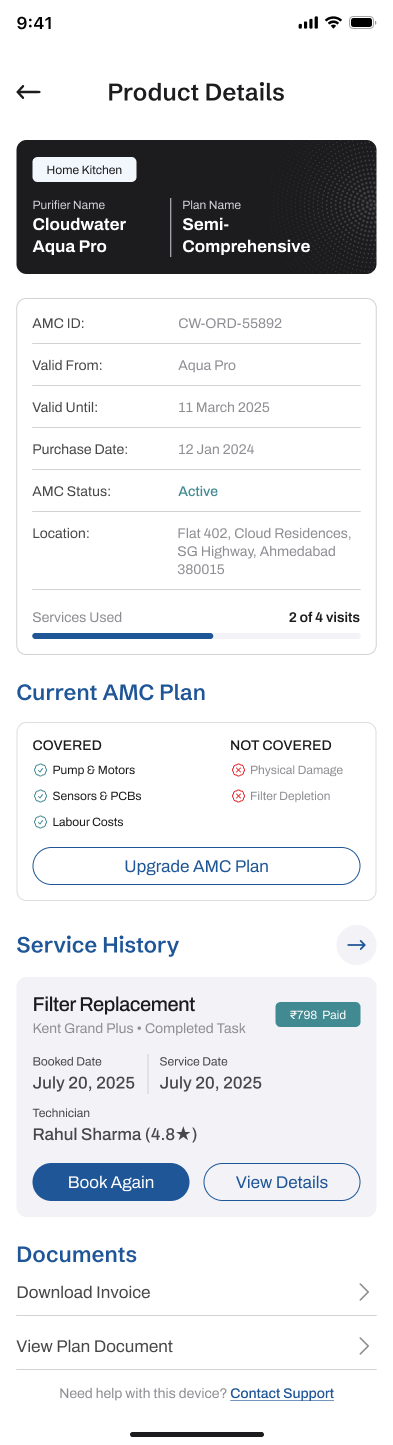 9:41
Product Details
Home Kitchen
Purifier Name
Cloudwater
Aqua Pro
Plan Name
Semi-
Comprehensive
AMC ID: CW-ORD-55892
Valid From: Aqua Pro
Valid Until: 11 March 2025
Purchase Date: 12 Jan 2024
AMC Status: Active
Location: Flat 402, Cloud Residences,
SG Highway, Ahmedabad
380015
Services Used 2 of 4 visits
Current AMC Plan
COVERED
Pump & Motors
Sensors & PCBs
Labour Costs
NOT COVERED
Physical Damage
Filter Depletion
Upgrade AMC Plan
Service History
Filter Replacement
Kent Grand Plus • Completed Task
₹798 Paid
Booked Date
July 20, 2025
Service Date
July 20, 2025
Technician
Rahul Sharma (4.8★)
Book Again
View Details
Documents
Download Invoice
View Plan Document
Need help with this device? Contact Support